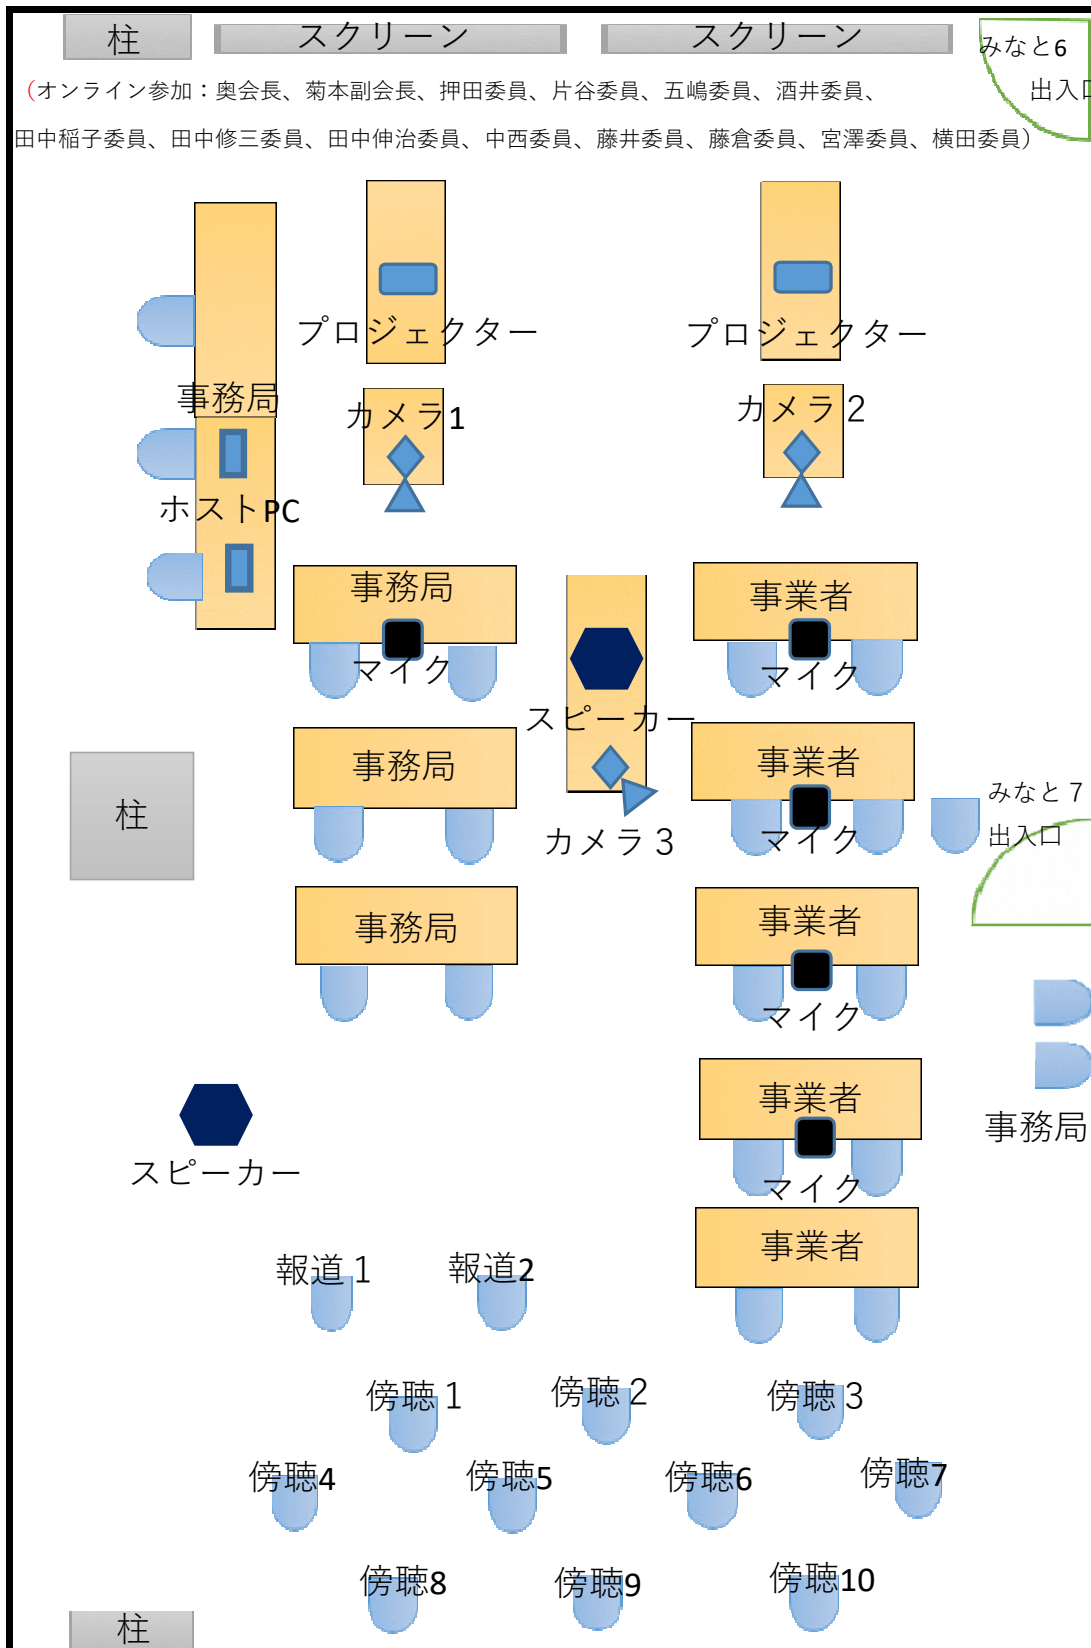 柱
スクリーン
スクリーン
みなと6
出入口
(オンライン参加：奥会長、菊本副会長、押田委員、片谷委員、五嶋委員、酒井委員、
田中稲子委員、田中修三委員、田中伸治委員、中西委員、藤井委員、藤倉委員、宮澤委員、横田委員）
プロジェクター
プロジェクター
事務局
カメラ1
カメラ２
ホストPC
事務局
マイク
事業者
マイク
スピーカー
事務局
事業者
マイク
カメラ３
みなと７
出入口
柱
事務局
事業者
マイク
事業者
マイク
事務局
スピーカー
事業者
報道１
報道2
傍聴１
傍聴２
傍聴３
傍聴4
傍聴5
傍聴6
傍聴7
傍聴8
傍聴9
傍聴10
柱